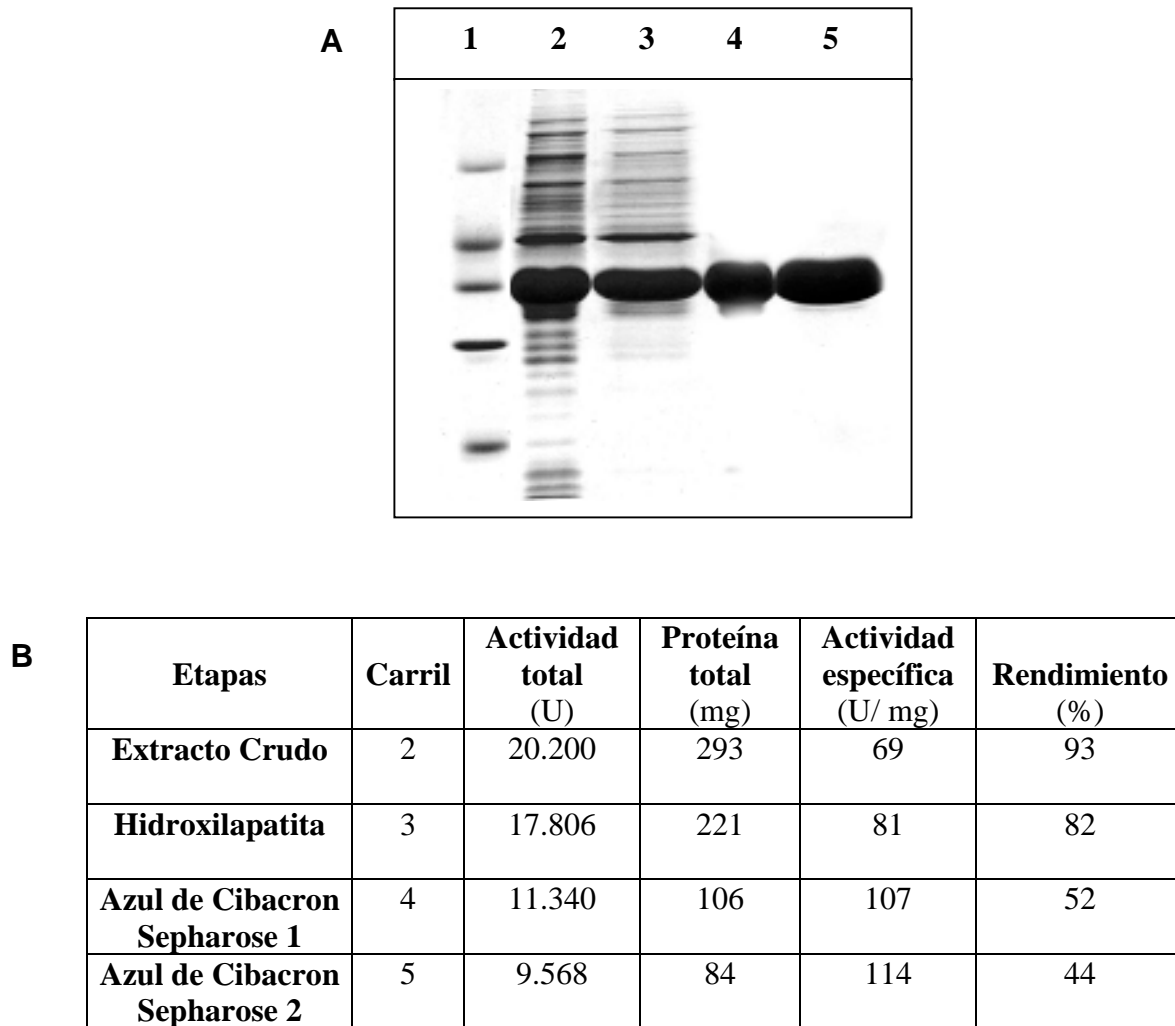 A
1 2 3 4 5
B
Etapas Carril Actividad total (U) Proteína total (mg) Actividad específica (U/ mg) Rendimiento (%)
Extracto Crudo 2 20.200 293 69 93
Hidroxilapatita 3 17.806 221 81 82
Azul de Cibacron Sepharose 1 4 11.340 106 107 52
Azul de Cibacron Sepharose 2 5 9.568 84 114 44